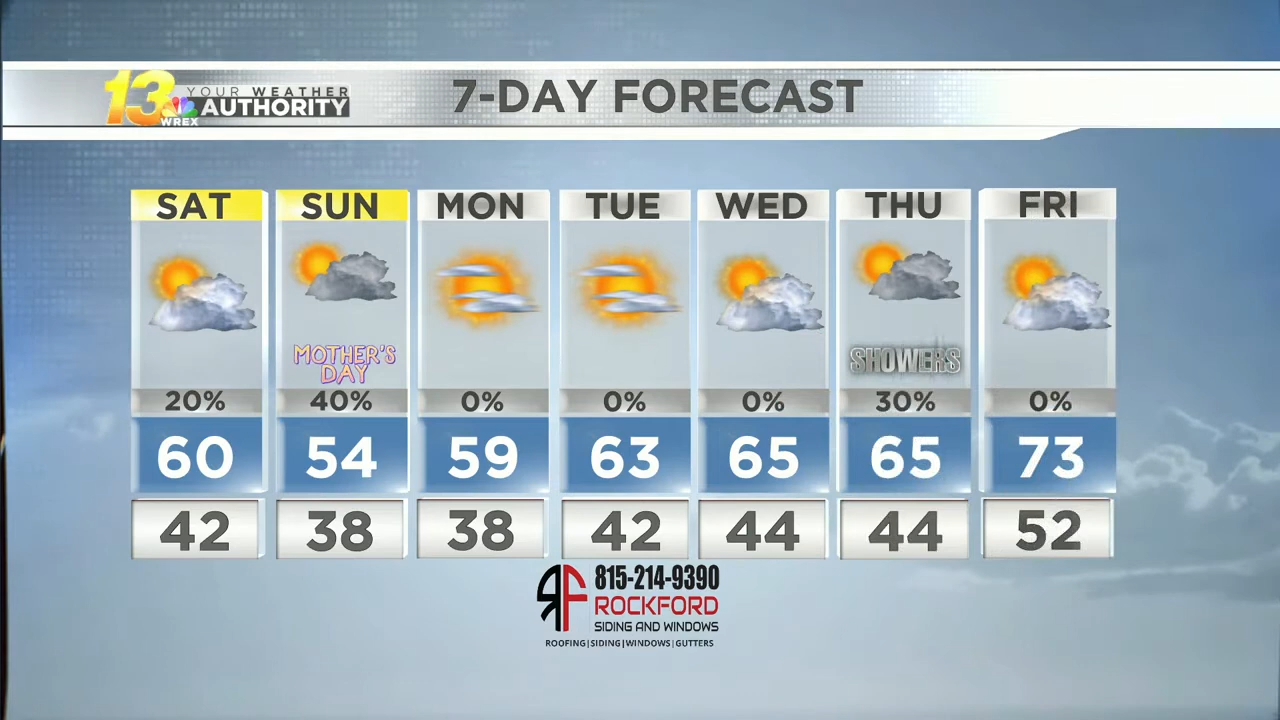 13 YOUR WEATHER
AUTHORITY
WREX
7-DAY FORECAST
SAT SUN MON TUE WED THU FRI
MOTHER'S
DAY
SHOWERS
20% 40% 0% 0% 0% 30% 0%
60 54 59 63 65 65 73
42 38 38 42 44 44 52
RF 815-214-9390
ROCKFORD
SIDING AND WINDOWS
ROOFING|SIDING|WINDOWS|GUTTERS